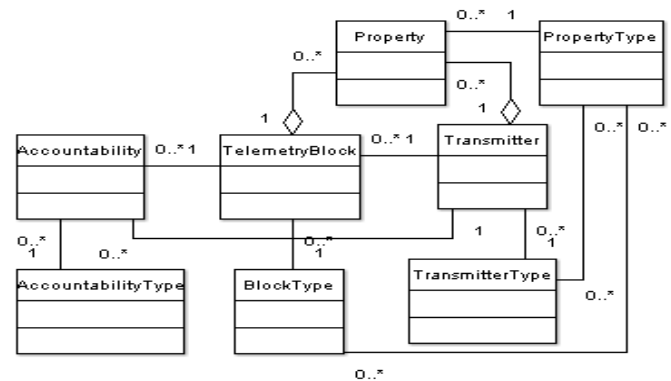 0..* 1
Property
PropertyType
0..*
0..*
1
1
0..* 0..*
Accountability
0..* 1
TelemetryBlock
0..* 1
Transmitter
0..*
1
0..*
0..*
1
1
0..*
1
0..*
AccountabilityType
BlockType
TransmitterType
0..*
0..*